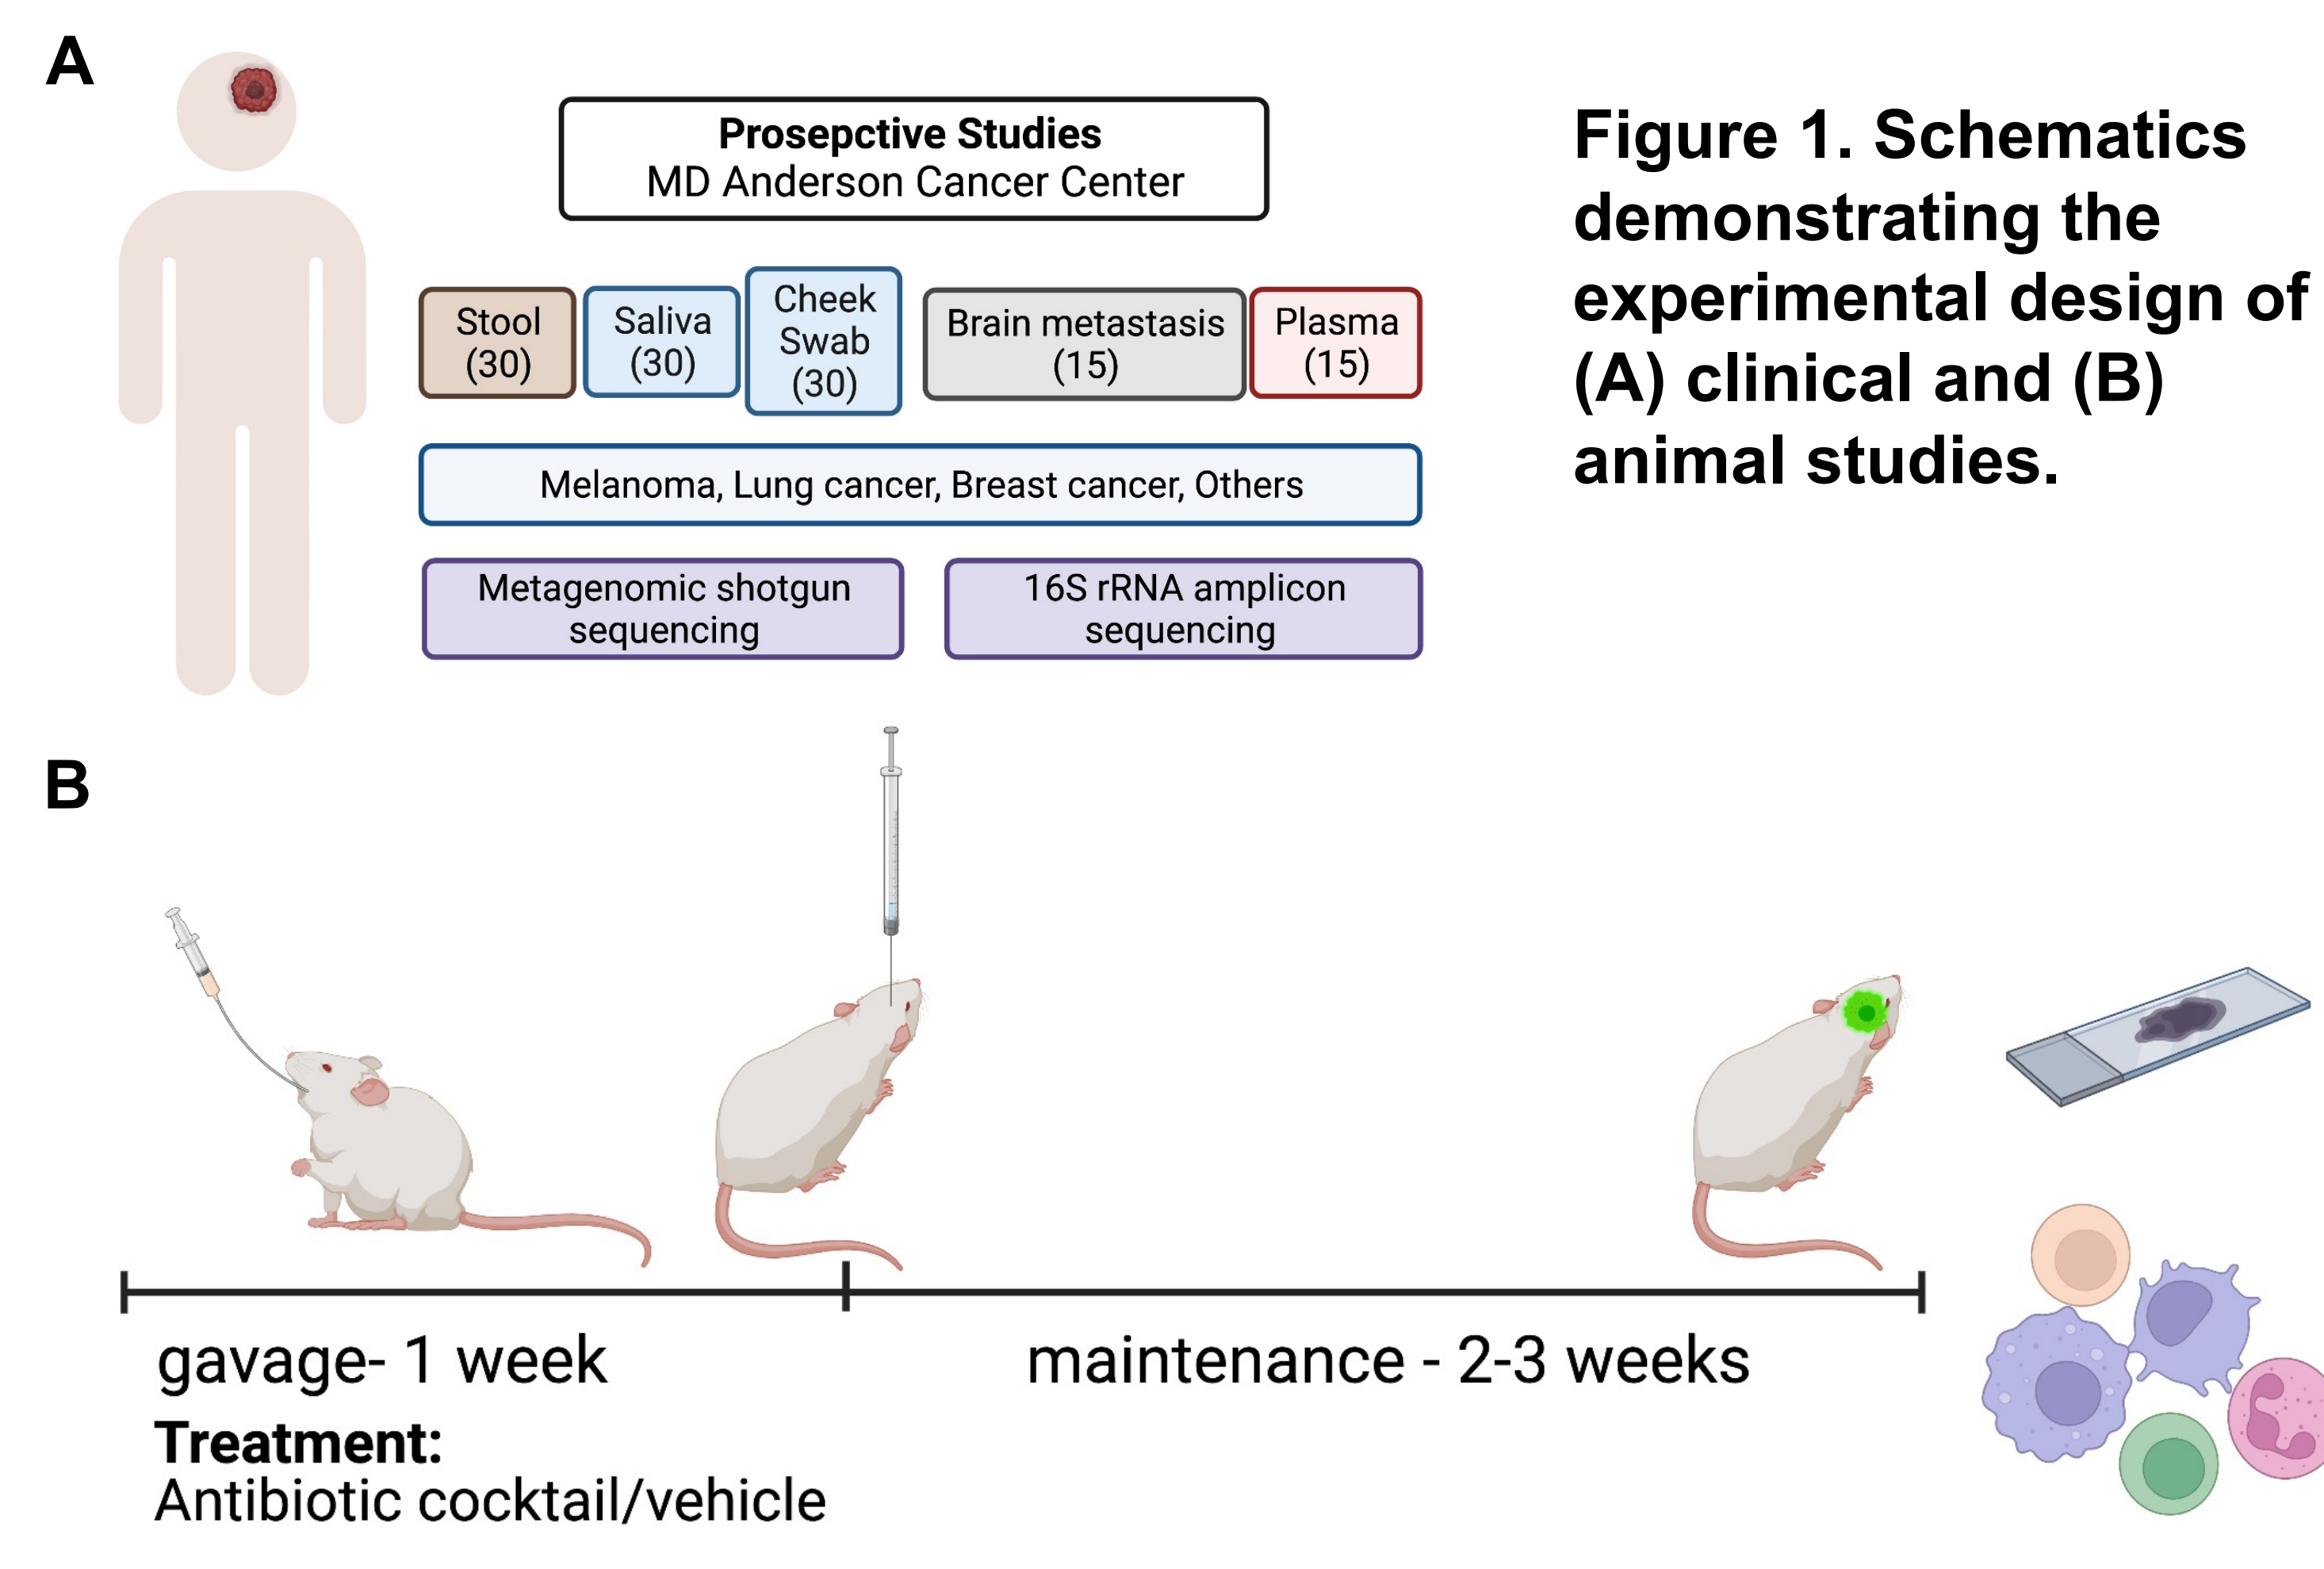 A
Prosepctive Studies
MD Anderson Cancer Center
Stool
(30)
Saliva
(30)
Cheek
Swab
(30)
Brain metastasis
(15)
Plasma
(15)
Melanoma, Lung cancer, Breast cancer, Others
Metagenomic shotgun
sequencing
16S rRNA amplicon
sequencing
Figure 1. Schematics
demonstrating the
experimental design of
(A) clinical and (B)
animal studies.
B
gavage- 1 week
maintenance - 2-3 weeks
Treatment:
Antibiotic cocktail/vehicle